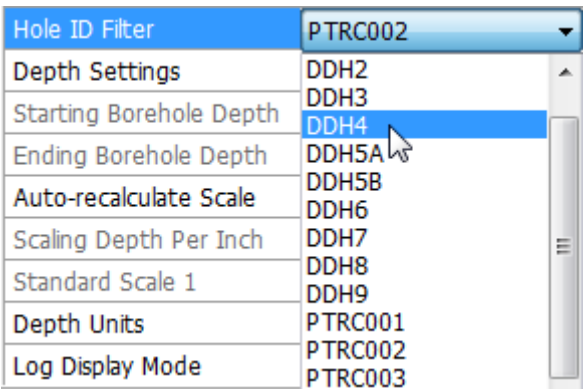 Hole ID Filter
PTRC002
Depth Settings
Starting Borehole Depth
Ending Borehole Depth
Auto-recalculate Scale
Scaling Depth Per Inch
Standard Scale 1
Depth Units
Log Display Mode
DDH2
DDH3
DDH4
DDH5A
DDH5B
DDH6
DDH7
DDH8
DDH9
PTRC001
PTRC002
PTRC003